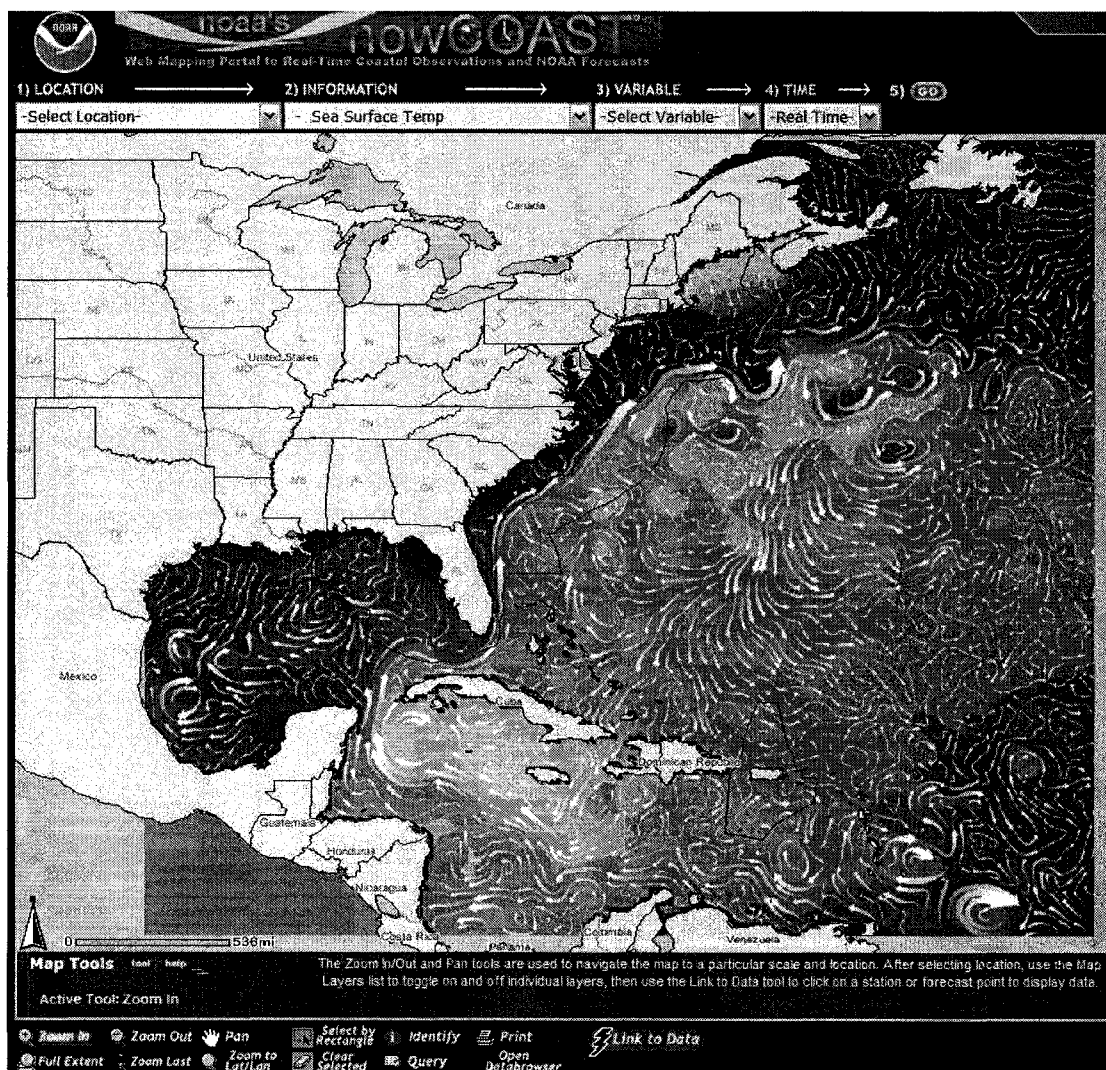 NOAA
noaa's
nowCOAST
Web Mapping Portal to Real-Time Coastal Observations and NOAA Forecasts
1) LOCATION 2) INFORMATION 3) VARIABLE 4) TIME 5) GO
-Select Location- - Sea Surface Temp -Select Variable- -Real Time-
Canada
United States
Mexico
Cuba
Dominican Republic
Guatemala
Honduras
Nicaragua
Costa Rica
Panama
Colombia
Venezuela
0 536mi
Map Tools tool help
The Zoom In/Out and Pan tools are used to navigate the map to a particular scale and location. After selecting location, use the Map
Layers list to toggle on and off individual layers, then use the Link to Data tool to click on a station or forecast point to display data.
Active Tool: Zoom In
Zoom In Zoom Out Pan Select by Rectangle Identify Print Link to Data
Full Extent Zoom Last Zoom to Lat/Lon Clear Selected Query Open Databrowser